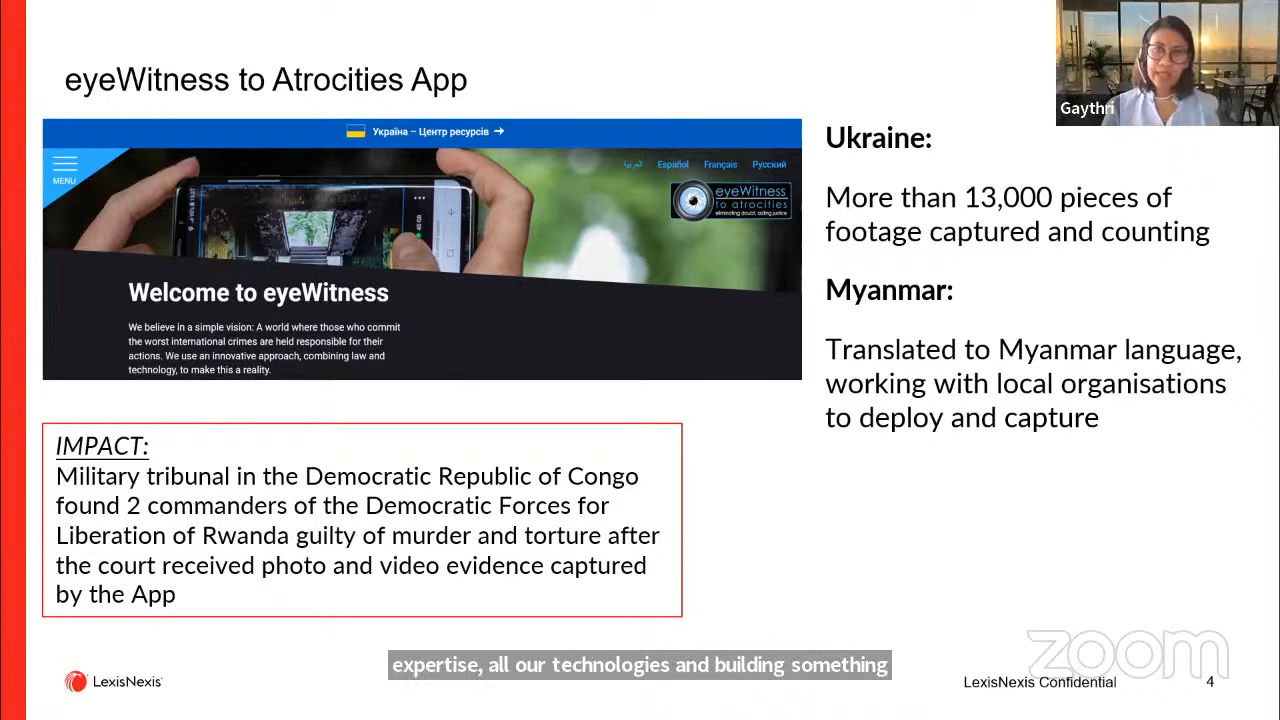 eyeWitness to Atrocities App
Gaythri
Україна – Центр ресурсів →
MENU
العربية Español Français Русский
eyeWitness
to atrocities
eliminating doubt, aiding justice
Welcome to eyeWitness
We believe in a simple vision: A world where those who commit
the worst international crimes are held responsible for their
actions. We use an innovative approach, combining law and
technology, to make this a reality.
Ukraine:
More than 13,000 pieces of
footage captured and counting
Myanmar:
Translated to Myanmar language,
working with local organisations
to deploy and capture
IMPACT:
Military tribunal in the Democratic Republic of Congo
found 2 commanders of the Democratic Forces for
Liberation of Rwanda guilty of murder and torture after
the court received photo and video evidence captured
by the App
expertise, all our technologies and building something
zoom
LexisNexis
LexisNexis Confidential
4